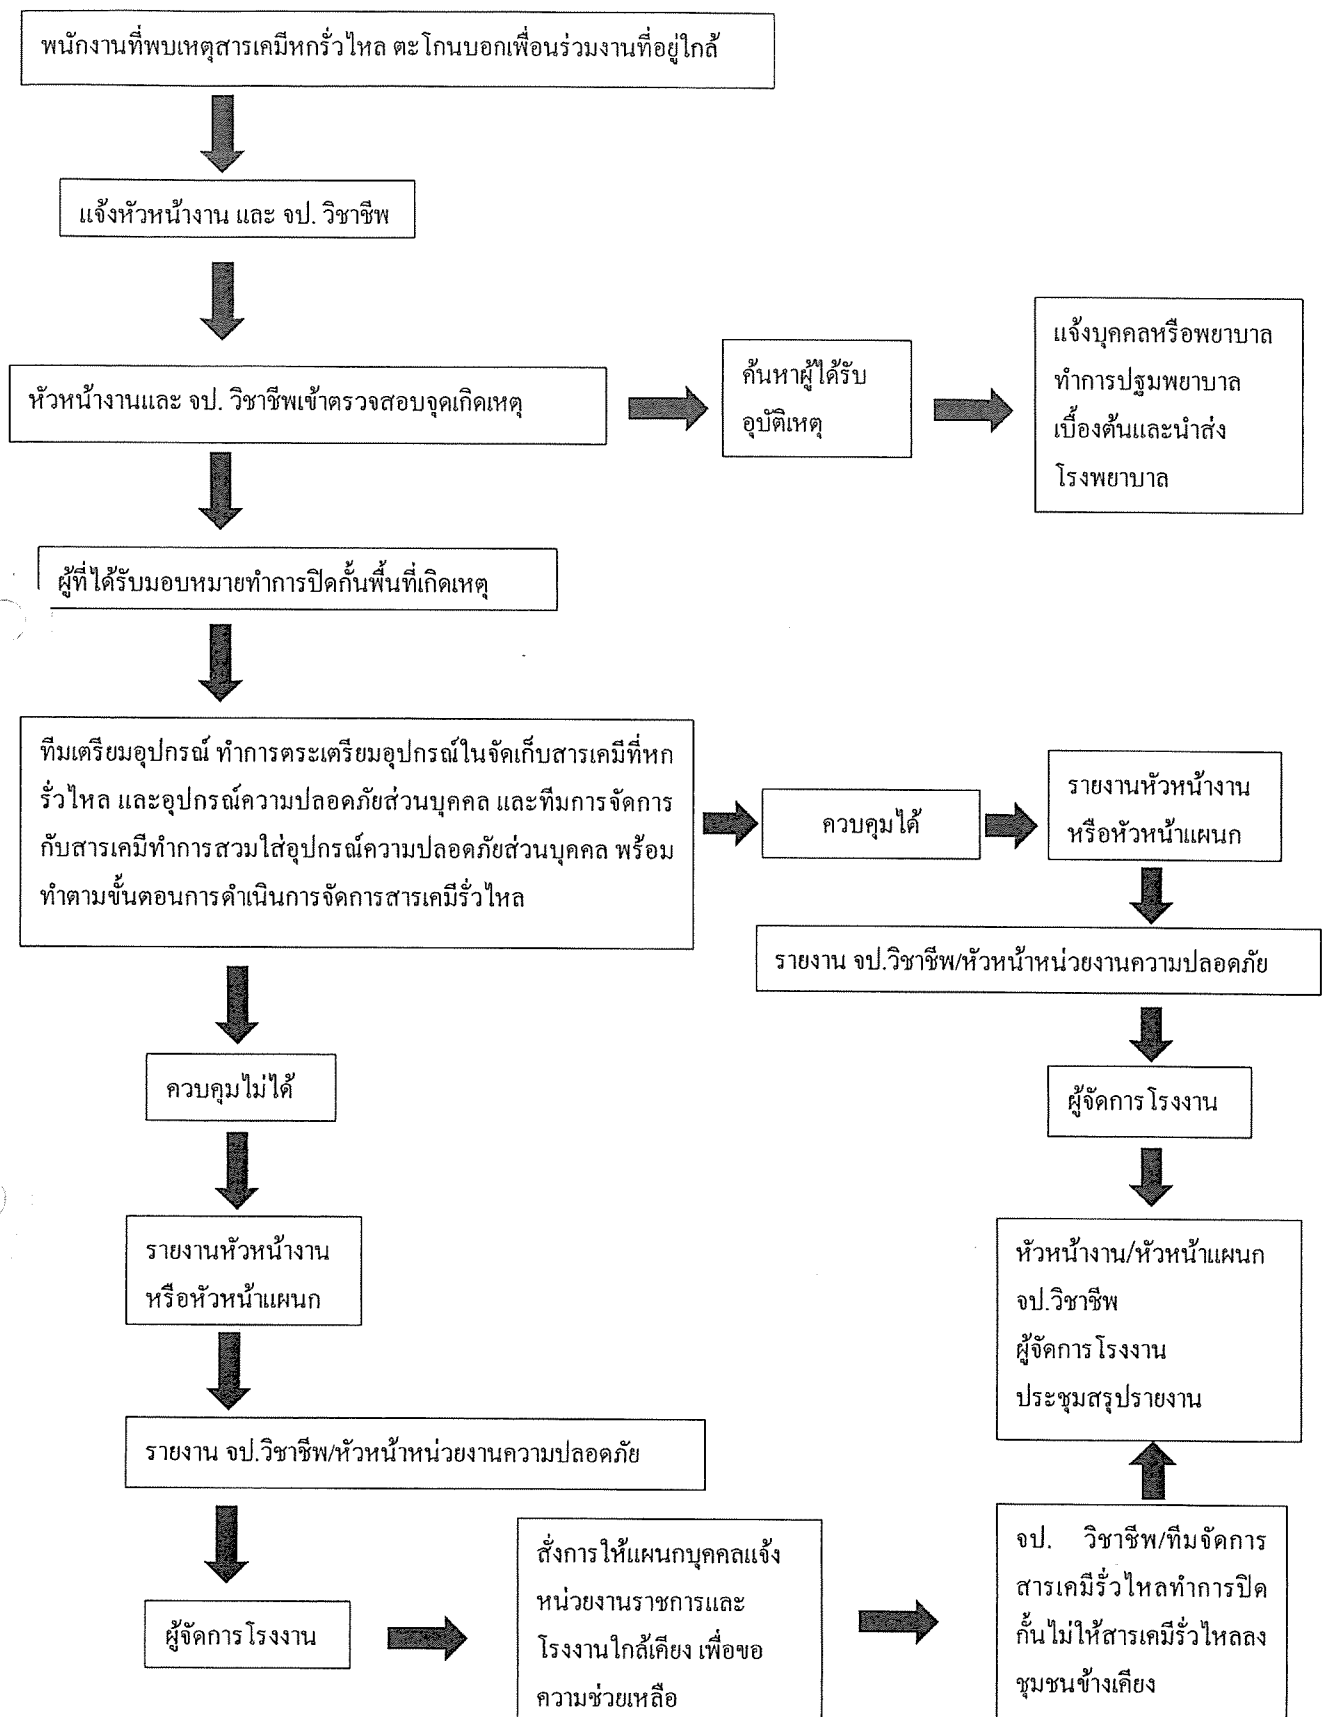 พนักงานที่พบเหตุสารเคมีหกรั่วไหล ตะโกนบอกเพื่อนร่วมงานที่อยู่ใกล้
แจ้งหัวหน้างาน และ จป. วิชาชีพ
หัวหน้างานและ จป. วิชาชีพเข้าตรวจสอบจุดเกิดเหตุ
ค้นหาผู้ได้รับ
อุบัติเหตุ
แจ้งบุคคลหรือพยาบาล
ทำการปฐมพยาบาล
เบื้องต้นและนำส่ง
โรงพยาบาล
ผู้ที่ได้รับมอบหมายทำการปิดกั้นพื้นที่เกิดเหตุ
ทีมเตรียมอุปกรณ์ ทำการตระเตรียมอุปกรณ์ในจัดเก็บสารเคมีที่หก
รั่วไหล และอุปกรณ์ความปลอดภัยส่วนบุคคล และทีมการจัดการ
กับสารเคมีทำการสวมใส่อุปกรณ์ความปลอดภัยส่วนบุคคล พร้อม
ทำตามขั้นตอนการดำเนินการจัดการสารเคมีรั่วไหล
ควบคุมได้
รายงานหัวหน้างาน
หรือหัวหน้าแผนก
รายงาน จป.วิชาชีพ/หัวหน้าหน่วยงานความปลอดภัย
ผู้จัดการโรงงาน
ควบคุมไม่ได้
รายงานหัวหน้างาน
หรือหัวหน้าแผนก
รายงาน จป.วิชาชีพ/หัวหน้าหน่วยงานความปลอดภัย
ผู้จัดการโรงงาน
สั่งการให้แผนกบุคคลแจ้ง
หน่วยงานราชการและ
โรงงานใกล้เคียง เพื่อขอ
ความช่วยเหลือ
จป. วิชาชีพ/ทีมจัดการ
สารเคมีรั่วไหลทำการปิด
กั้นไม่ให้สารเคมีรั่วไหลลง
ชุมชนข้างเคียง
หัวหน้างาน/หัวหน้าแผนก
จป.วิชาชีพ
ผู้จัดการโรงงาน
ประชุมสรุปรายงาน